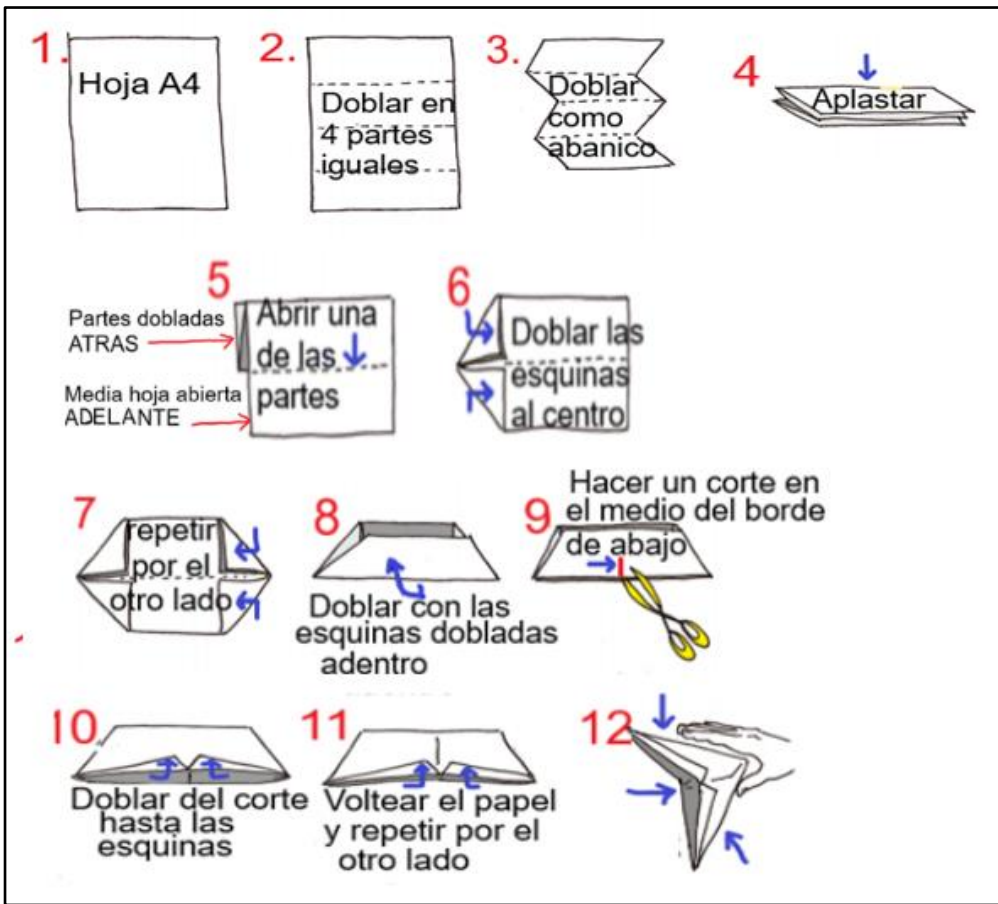 1.
Hoja A4
2.
Doblar en
4 partes
iguales
3.
Doblar
como
abanico
4
Aplastar
5
Partes dobladas
ATRAS
Media hoja abierta
ADELANTE
Abrir una
de las
partes
6
Doblar las
esquinas
al centro
7
repetir
por el
otro lado
8
Doblar con las
esquinas dobladas
adentro
9
Hacer un corte en
el medio del borde
de abajo
10
Doblar del corte
hasta las
esquinas
11
Voltear el papel
y repetir por el
otro lado
12